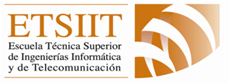 ETSIIT
Escuela Técnica Superior
de Ingenierías Informática
y de Telecomunicación